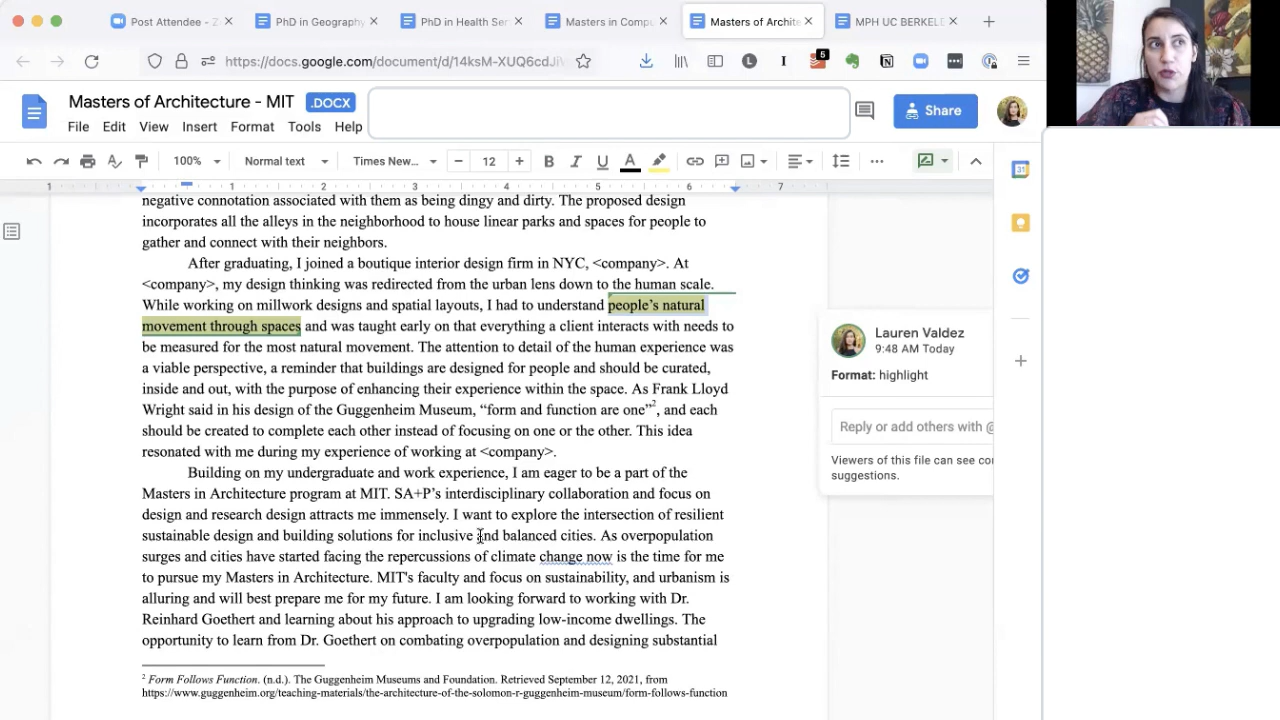 Post Attendee - Z
PhD in Geography
PhD in Health Ser
Masters in Compu
Masters of Archite
MPH UC BERKELE
https://docs.google.com/document/d/14ksM-XUQ6cdJi
5
Masters of Architecture - MIT .DOCX
Share
File Edit View Insert Format Tools Help
100% Normal text Times New... 12 B I U A
31
1 1 2 3 4 5 6 7
negative connotation associated with them as being dingy and dirty. The proposed design
incorporates all the alleys in the neighborhood to house linear parks and spaces for people to
gather and connect with their neighbors.
After graduating, I joined a boutique interior design firm in NYC, <company>. At
<company>, my design thinking was redirected from the urban lens down to the human scale.
While working on millwork designs and spatial layouts, I had to understand people's natural
movement through spaces and was taught early on that everything a client interacts with needs to
be measured for the most natural movement. The attention to detail of the human experience was
a viable perspective, a reminder that buildings are designed for people and should be curated,
inside and out, with the purpose of enhancing their experience within the space. As Frank Lloyd
Wright said in his design of the Guggenheim Museum, “form and function are one”2, and each
should be created to complete each other instead of focusing on one or the other. This idea
resonated with me during my experience of working at <company>.
Building on my undergraduate and work experience, I am eager to be a part of the
Masters in Architecture program at MIT. SA+P's interdisciplinary collaboration and focus on
design and research design attracts me immensely. I want to explore the intersection of resilient
sustainable design and building solutions for inclusive and balanced cities. As overpopulation
surges and cities have started facing the repercussions of climate change now is the time for me
to pursue my Masters in Architecture. MIT's faculty and focus on sustainability, and urbanism is
alluring and will best prepare me for my future. I am looking forward to working with Dr.
Reinhard Goethert and learning about his approach to upgrading low-income dwellings. The
opportunity to learn from Dr. Goethert on combating overpopulation and designing substantial
2 Form Follows Function. (n.d.). The Guggenheim Museums and Foundation. Retrieved September 12, 2021, from
https://www.guggenheim.org/teaching-materials/the-architecture-of-the-solomon-r-guggenheim-museum/form-follows-function
Lauren Valdez
9:48 AM Today
Format: highlight
Reply or add others with @
Viewers of this file can see co
suggestions.